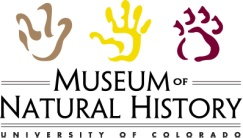 MUSEUM OF
NATURAL HISTORY
UNIVERSITY OF COLORADO